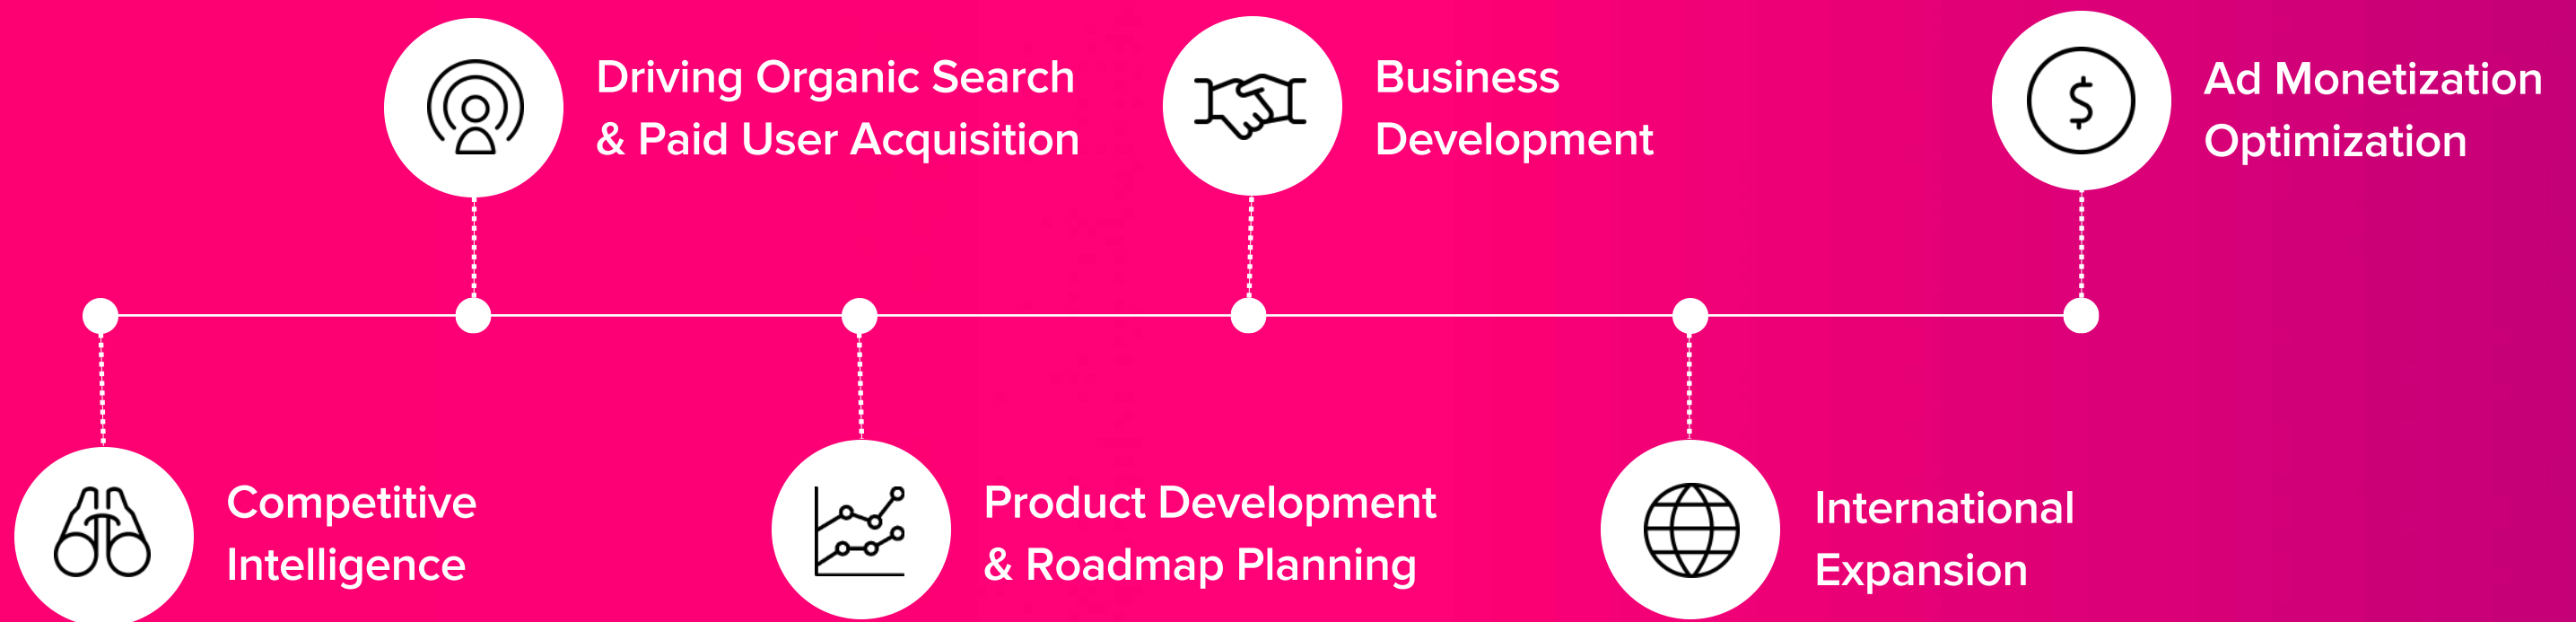 Driving Organic Search
& Paid User Acquisition
Business
Development
Ad Monetization
Optimization
Competitive
Intelligence
Product Development
& Roadmap Planning
International
Expansion